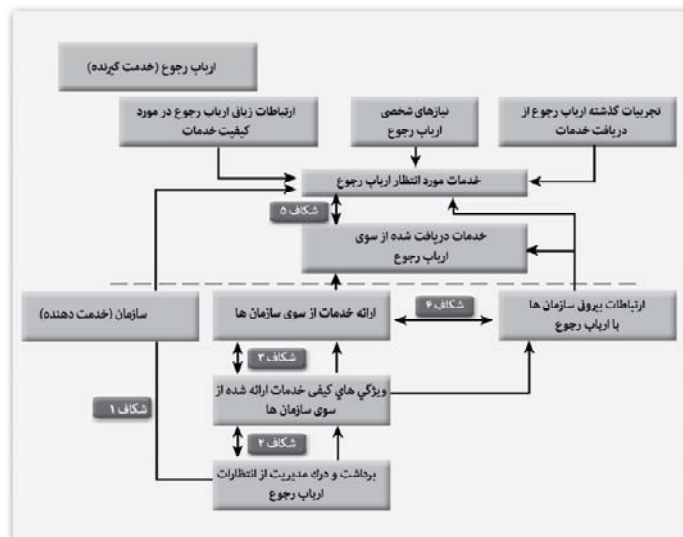 ارباب رجوع (خدمت گیرنده)
تجربیات گذشته ارباب رجوع از
دریافت خدمات
نیازهای شخصی
ارباب رجوع
ارتباطات زبانی ارباب رجوع در مورد
کیفیت خدمات
خدمات مورد انتظار ارباب رجوع
شکاف ۵
خدمات دریافت شده از سوی
ارباب رجوع
ارتباطات بیرونی سازمان ها
با ارباب رجوع
شکاف ۴
ارائه خدمات از سوی سازمان ها
سازمان (خدمت دهنده)
شکاف ۳
ویژگی های کیفی خدمات ارائه شده از
سوی سازمان ها
شکاف ۱
شکاف ۲
برداشت و درک مدیریت از انتظارات
ارباب رجوع